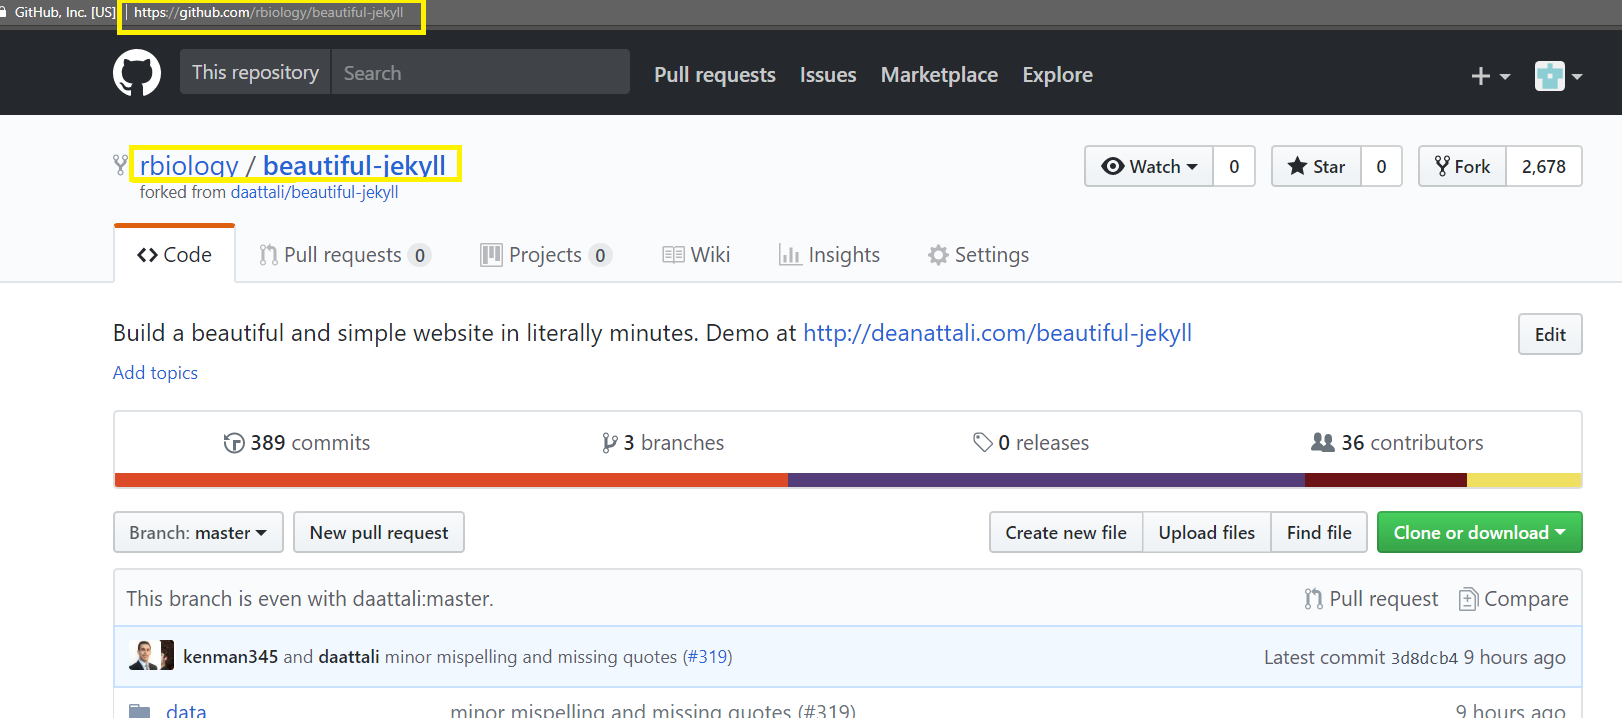 GitHub, Inc. [US] | https://github.com/rbiology/beautiful-jekyll
This repository Search Pull requests Issues Marketplace Explore
rbiology / beautiful-jekyll Watch 0 Star 0 Fork 2,678
forked from daattali/beautiful-jekyll
Code Pull requests 0 Projects 0 Wiki Insights Settings
Build a beautiful and simple website in literally minutes. Demo at http://deanattali.com/beautiful-jekyll Edit
Add topics
389 commits 3 branches 0 releases 36 contributors
Branch: master New pull request Create new file Upload files Find file Clone or download
This branch is even with daattali:master. Pull request Compare
kenman345 and daattali minor mispelling and missing quotes (#319) Latest commit 3d8dcb4 9 hours ago
_data minor mispelling and missing quotes (#319) 9 hours ago